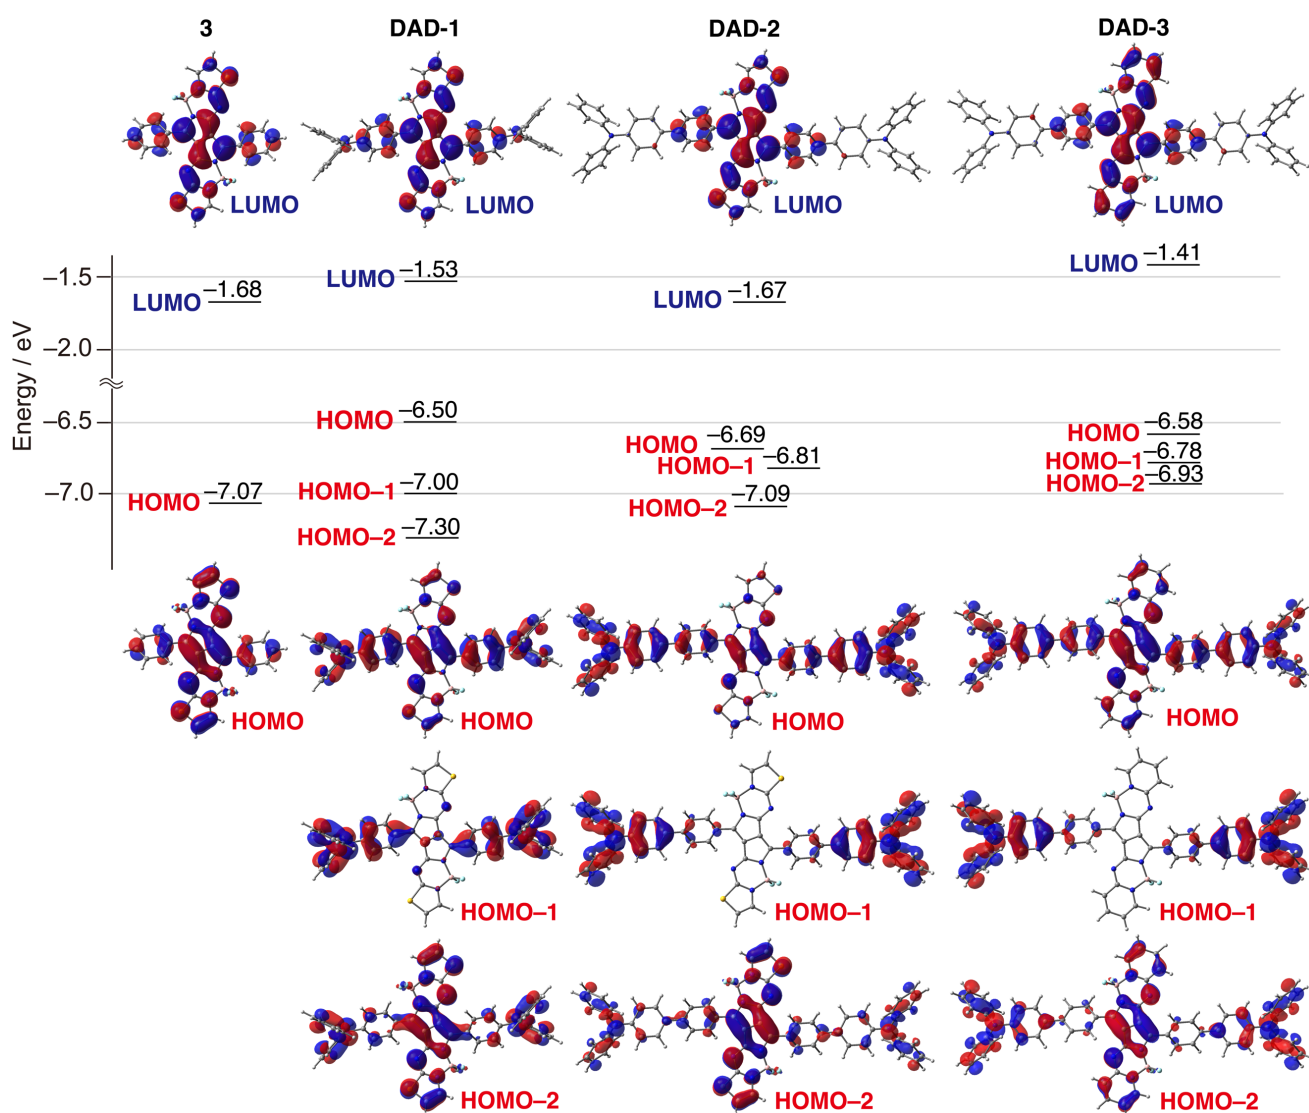 3
DAD-1
DAD-2
DAD-3
LUMO
LUMO
LUMO
LUMO
Energy / eV
−1.5
−2.0
−6.5
−7.0
LUMO −1.68
HOMO −7.07
LUMO −1.53
HOMO −6.50
HOMO−1 −7.00
HOMO−2 −7.30
LUMO −1.67
HOMO −6.69
HOMO−1 −6.81
HOMO−2 −7.09
LUMO −1.41
HOMO −6.58
HOMO−1 −6.78
HOMO−2 −6.93
HOMO
HOMO
HOMO
HOMO
HOMO−1
HOMO−1
HOMO−1
HOMO−2
HOMO−2
HOMO−2